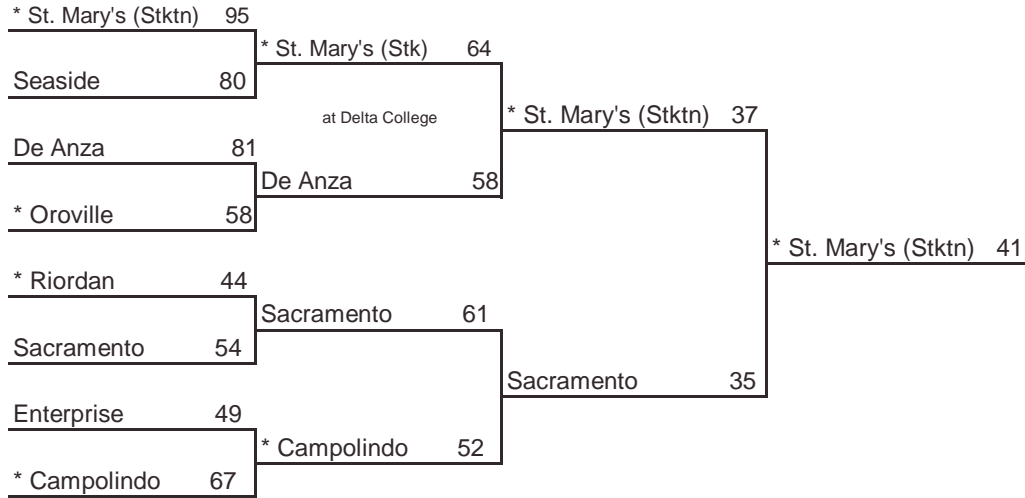 * St. Mary's (Stktn) 95
Seaside 80
De Anza 81
* Oroville 58
* Riordan 44
Sacramento 54
Enterprise 49
* Campolindo 67
* St. Mary's (Stk) 64
at Delta College
De Anza 58
Sacramento 61
* Campolindo 52
* St. Mary's (Stktn) 37
Sacramento 35
* St. Mary's (Stktn) 41